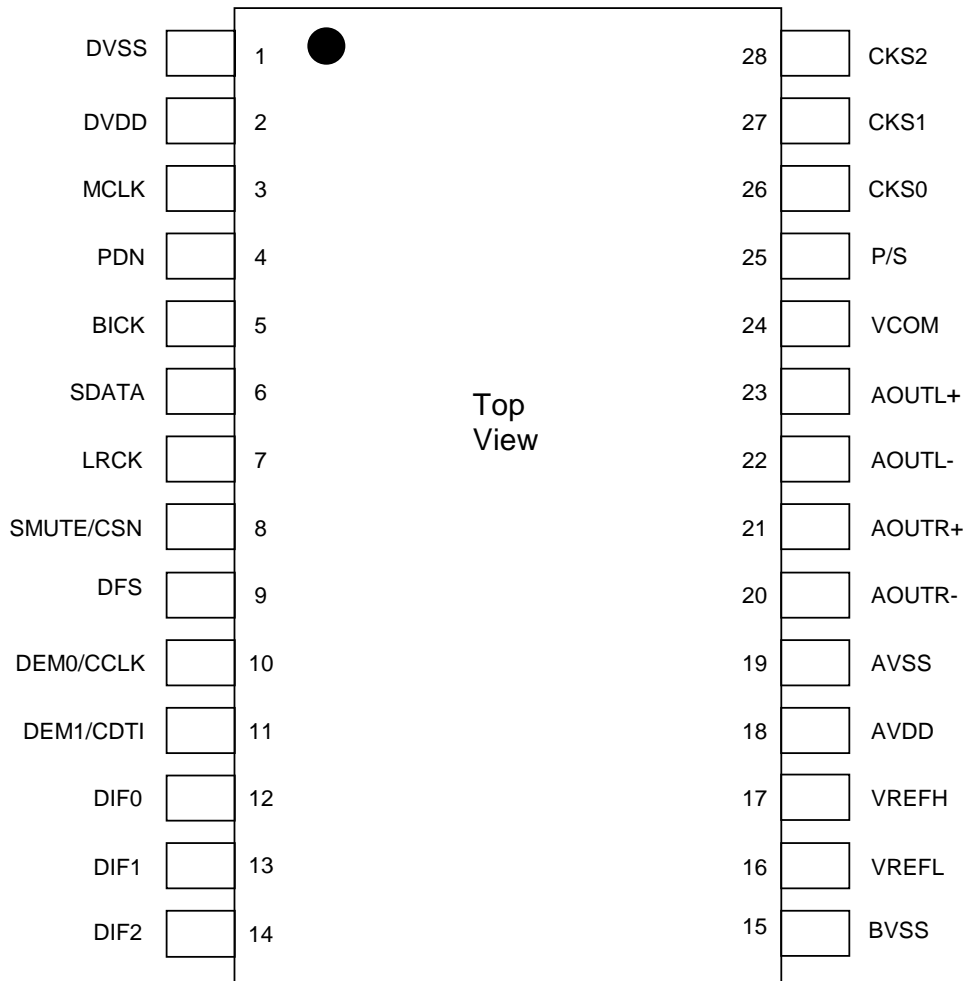 DVSS 1 28 CKS2
DVDD 2 27 CKS1
MCLK 3 26 CKS0
PDN 4 25 P/S
BICK 5 24 VCOM
SDATA 6 23 AOUTL+
Top
View
LRCK 7 22 AOUTL-
SMUTE/CSN 8 21 AOUTR+
DFS 9 20 AOUTR-
DEM0/CCLK 10 19 AVSS
DEM1/CDTI 11 18 AVDD
DIF0 12 17 VREFH
DIF1 13 16 VREFL
DIF2 14 15 BVSS